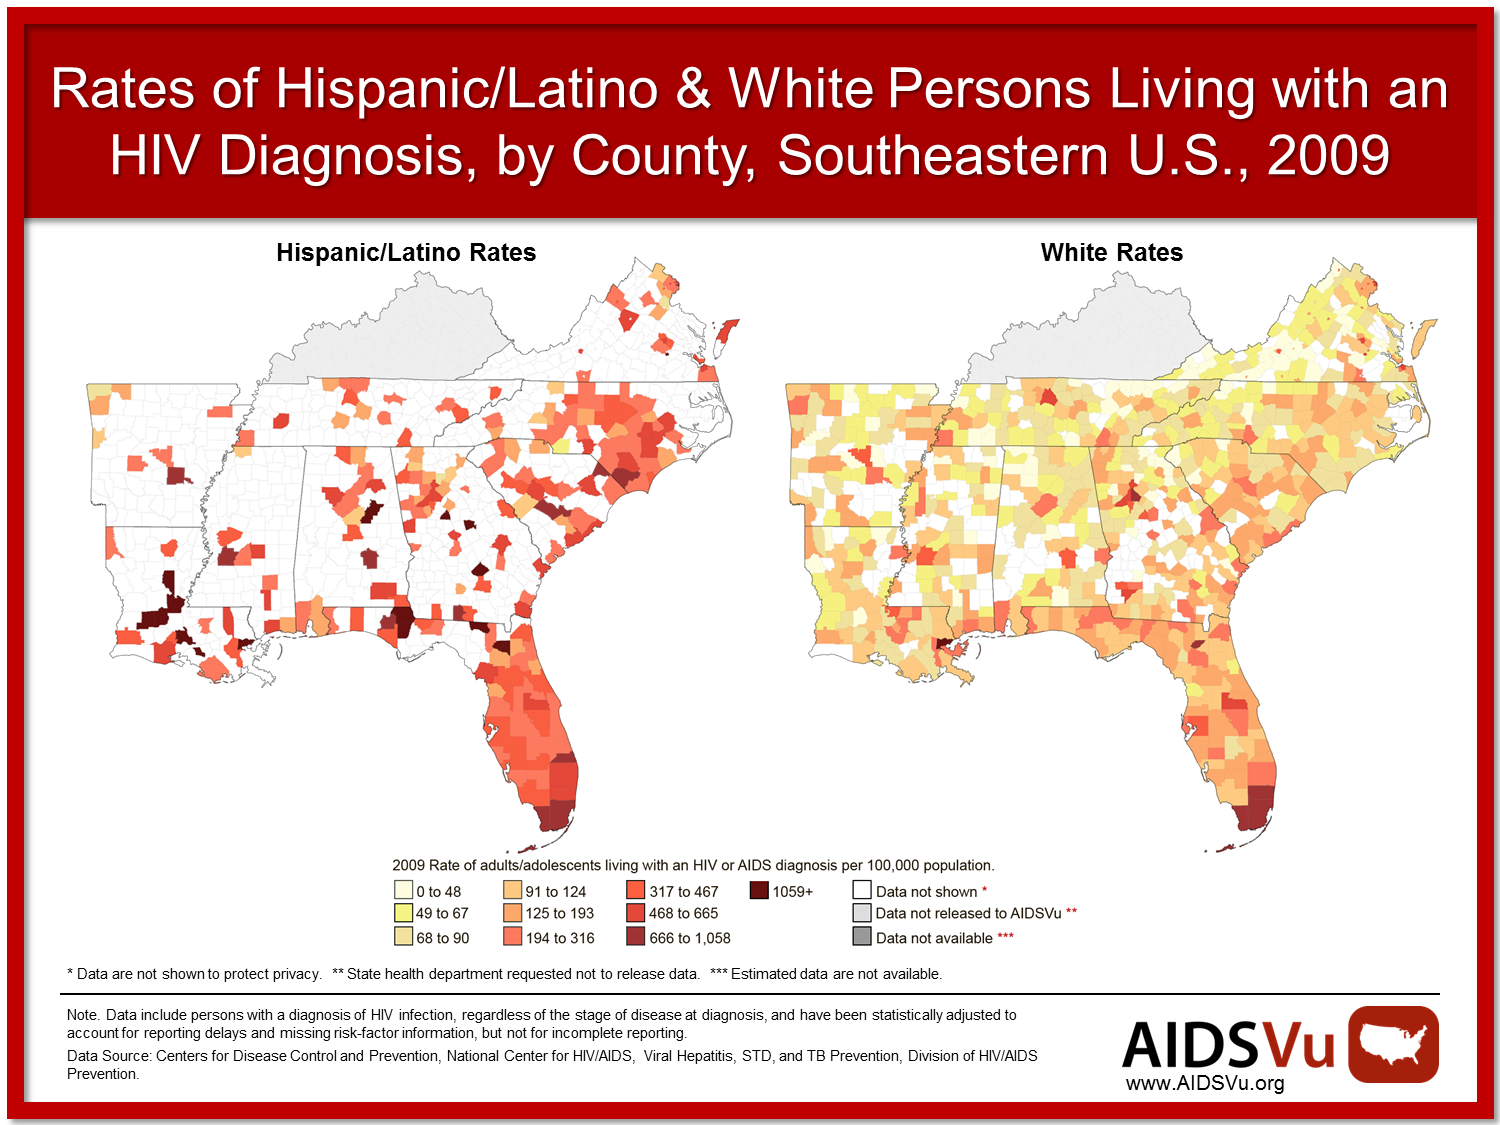 Rates of Hispanic/Latino & White Persons Living with an
HIV Diagnosis, by County, Southeastern U.S., 2009
Hispanic/Latino Rates
White Rates
2009 Rate of adults/adolescents living with an HIV or AIDS diagnosis per 100,000 population.
0 to 48
91 to 124
317 to 467
1059+
Data not shown *
49 to 67
125 to 193
468 to 665
Data not released to AIDSVu **
68 to 90
194 to 316
666 to 1,058
Data not available ***
* Data are not shown to protect privacy. ** State health department requested not to release data. *** Estimated data are not available.
Note. Data include persons with a diagnosis of HIV infection, regardless of the stage of disease at diagnosis, and have been statistically adjusted to
account for reporting delays and missing risk-factor information, but not for incomplete reporting.
Data Source: Centers for Disease Control and Prevention, National Center for HIV/AIDS, Viral Hepatitis, STD, and TB Prevention, Division of HIV/AIDS
Prevention.
AIDSVu
www.AIDSVu.org